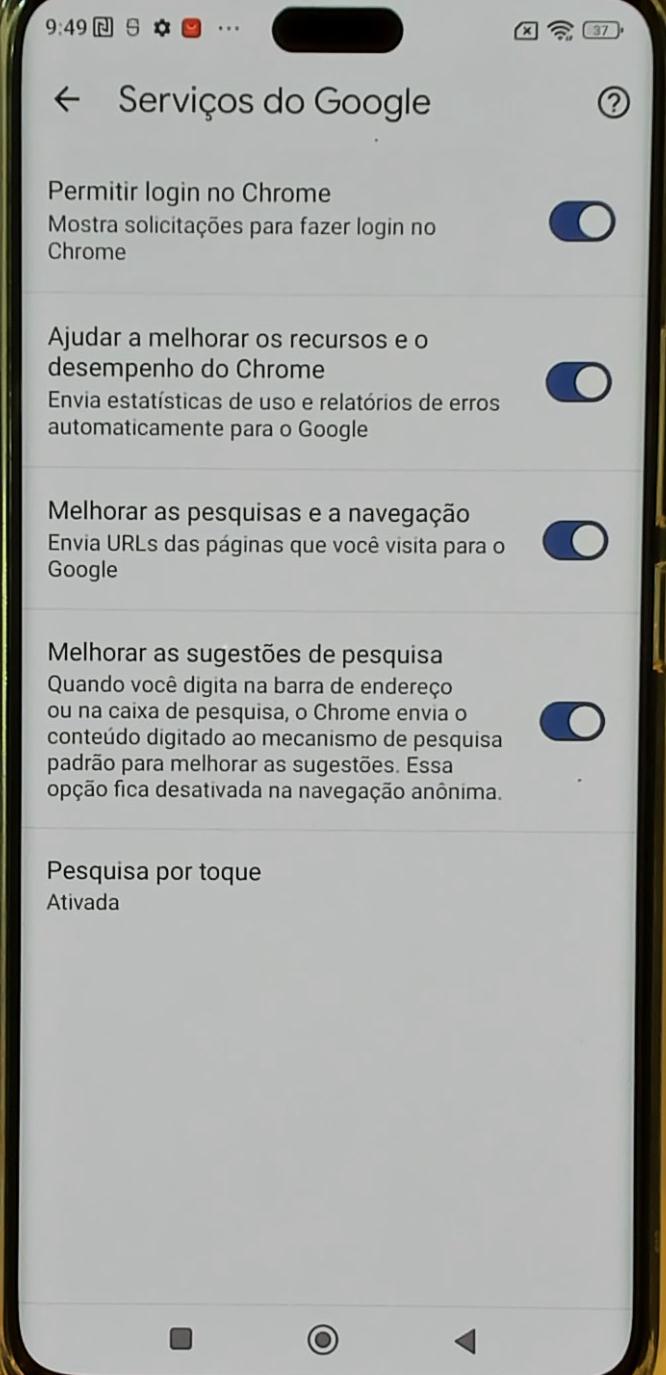 9:49
37
Serviços do Google
Permitir login no Chrome
Mostra solicitações para fazer login no
Chrome
Ajudar a melhorar os recursos e o
desempenho do Chrome
Envia estatísticas de uso e relatórios de erros
automaticamente para o Google
Melhorar as pesquisas e a navegação
Envia URLs das páginas que você visita para o
Google
Melhorar as sugestões de pesquisa
Quando você digita na barra de endereço
ou na caixa de pesquisa, o Chrome envia o
conteúdo digitado ao mecanismo de pesquisa
padrão para melhorar as sugestões. Essa
opção fica desativada na navegação anônima.
Pesquisa por toque
Ativada